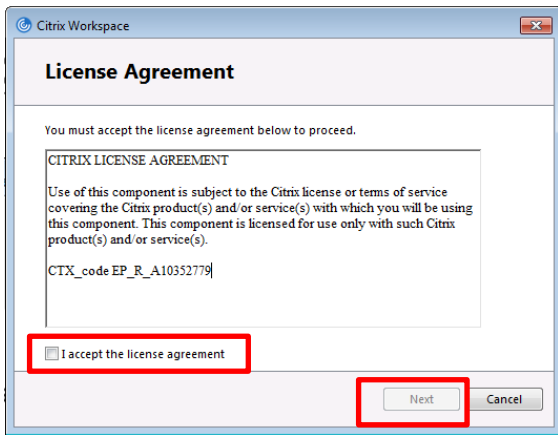 Citrix Workspace
License Agreement
You must accept the license agreement below to proceed.
CITRIX LICENSE AGREEMENT
Use of this component is subject to the Citrix license or terms of service
covering the Citrix product(s) and/or service(s) with which you will be using
this component. This component is licensed for use only with such Citrix
product(s) and/or service(s).
CTX_code EP_R_A10352779
I accept the license agreement
Next
Cancel